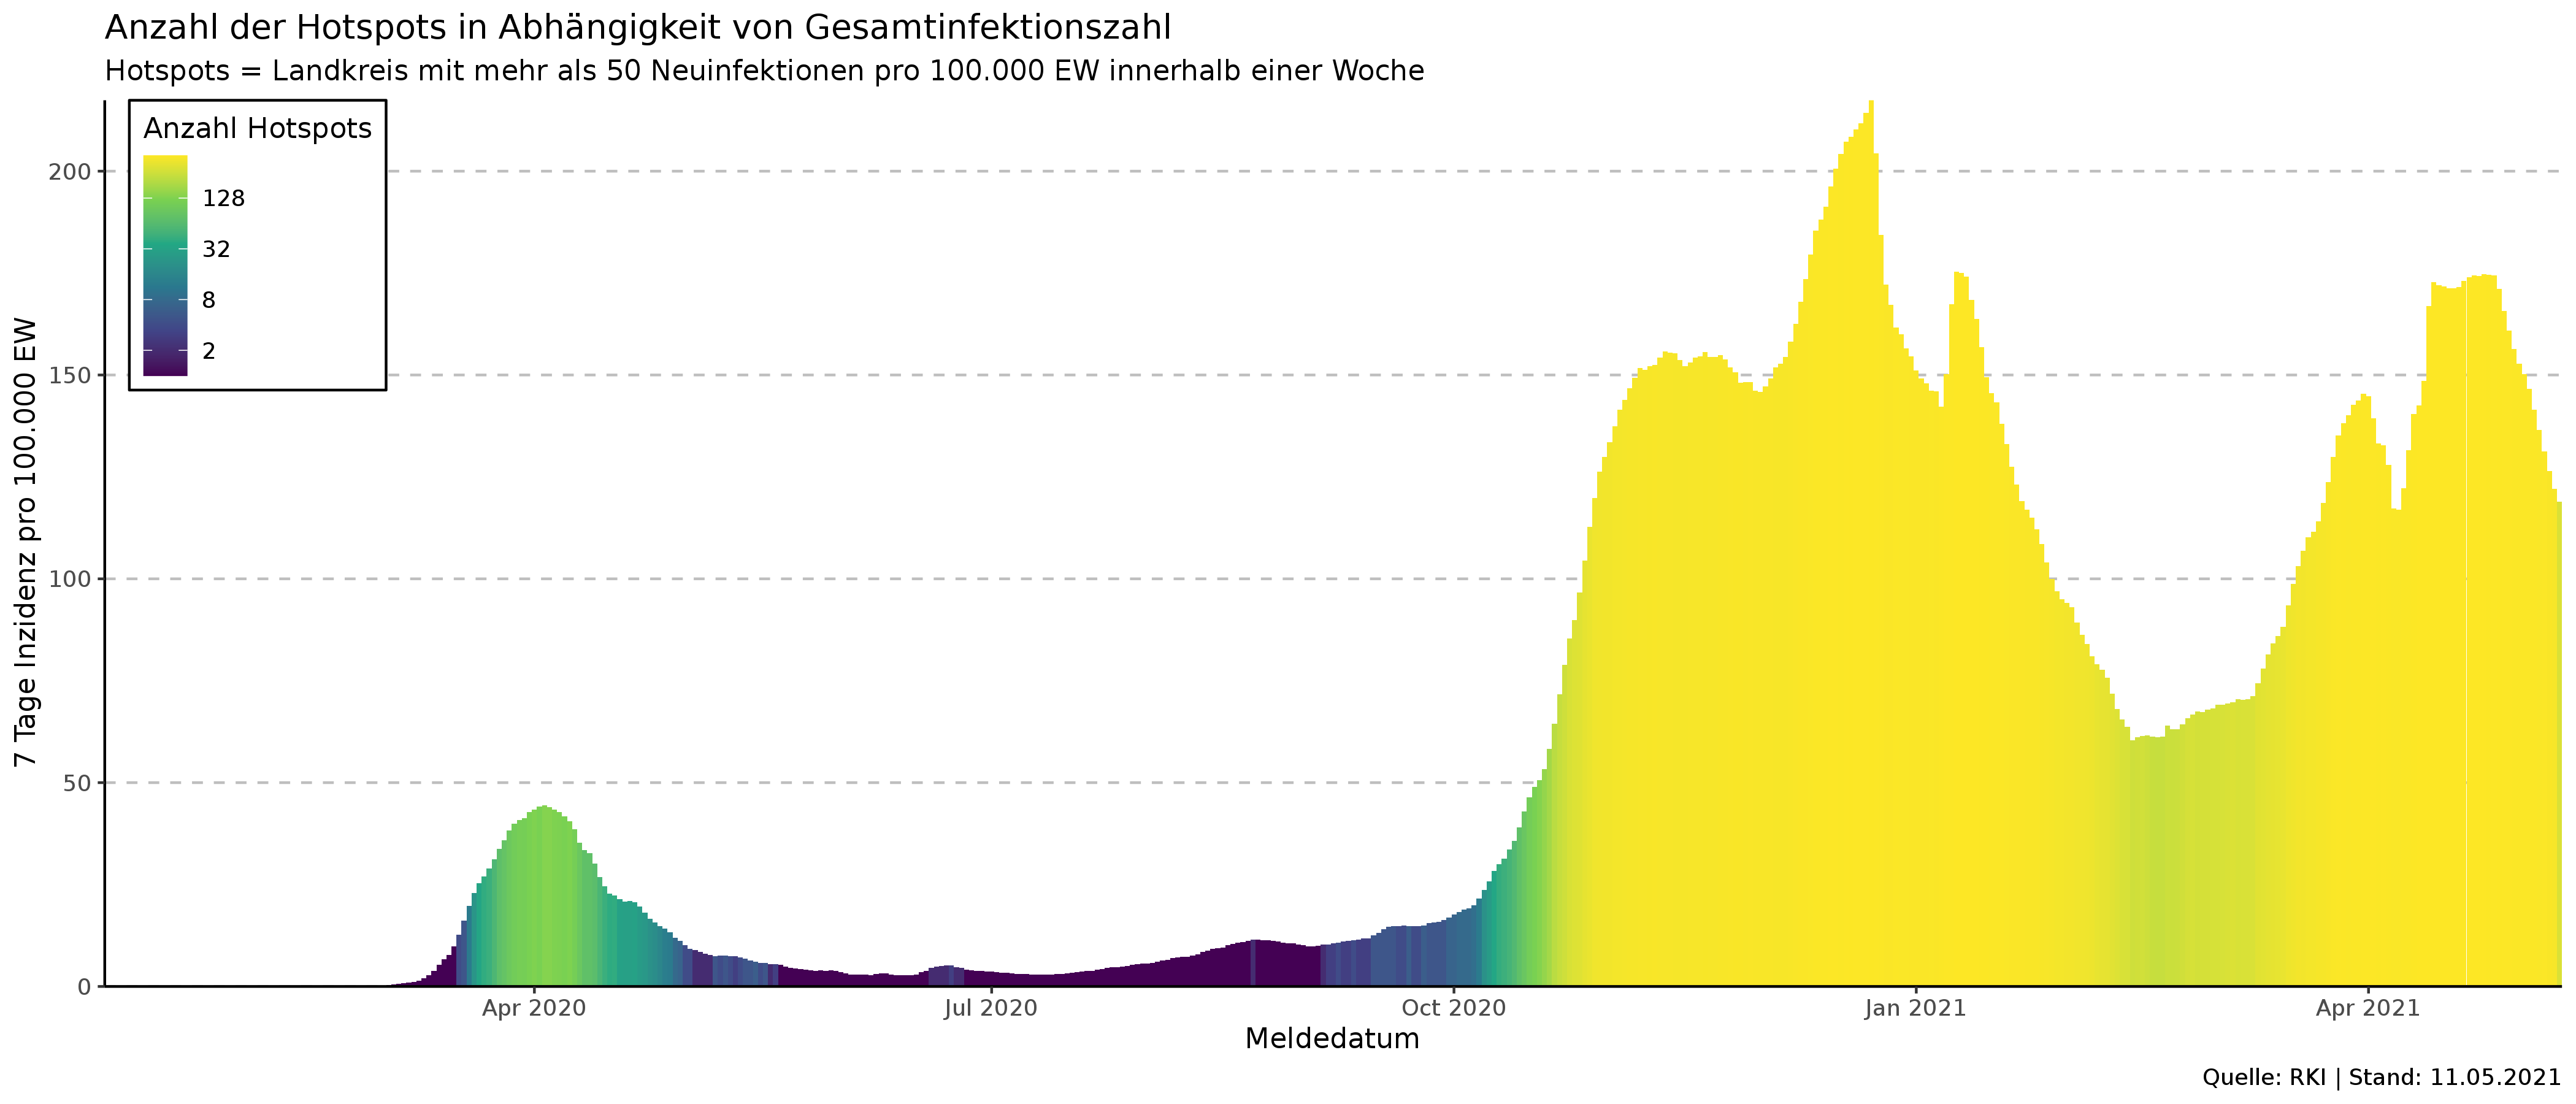 Anzahl der Hotspots in Abhängigkeit von Gesamtinfektionszahl
Hotspots = Landkreis mit mehr als 50 Neuinfektionen pro 100.000 EW innerhalb einer Woche
Anzahl Hotspots
128
32
8
2
7 Tage Inzidenz pro 100.000 EW
200
150
100
50
0
Apr 2020
Jul 2020
Oct 2020
Jan 2021
Apr 2021
Meldedatum
Quelle: RKI | Stand: 11.05.2021